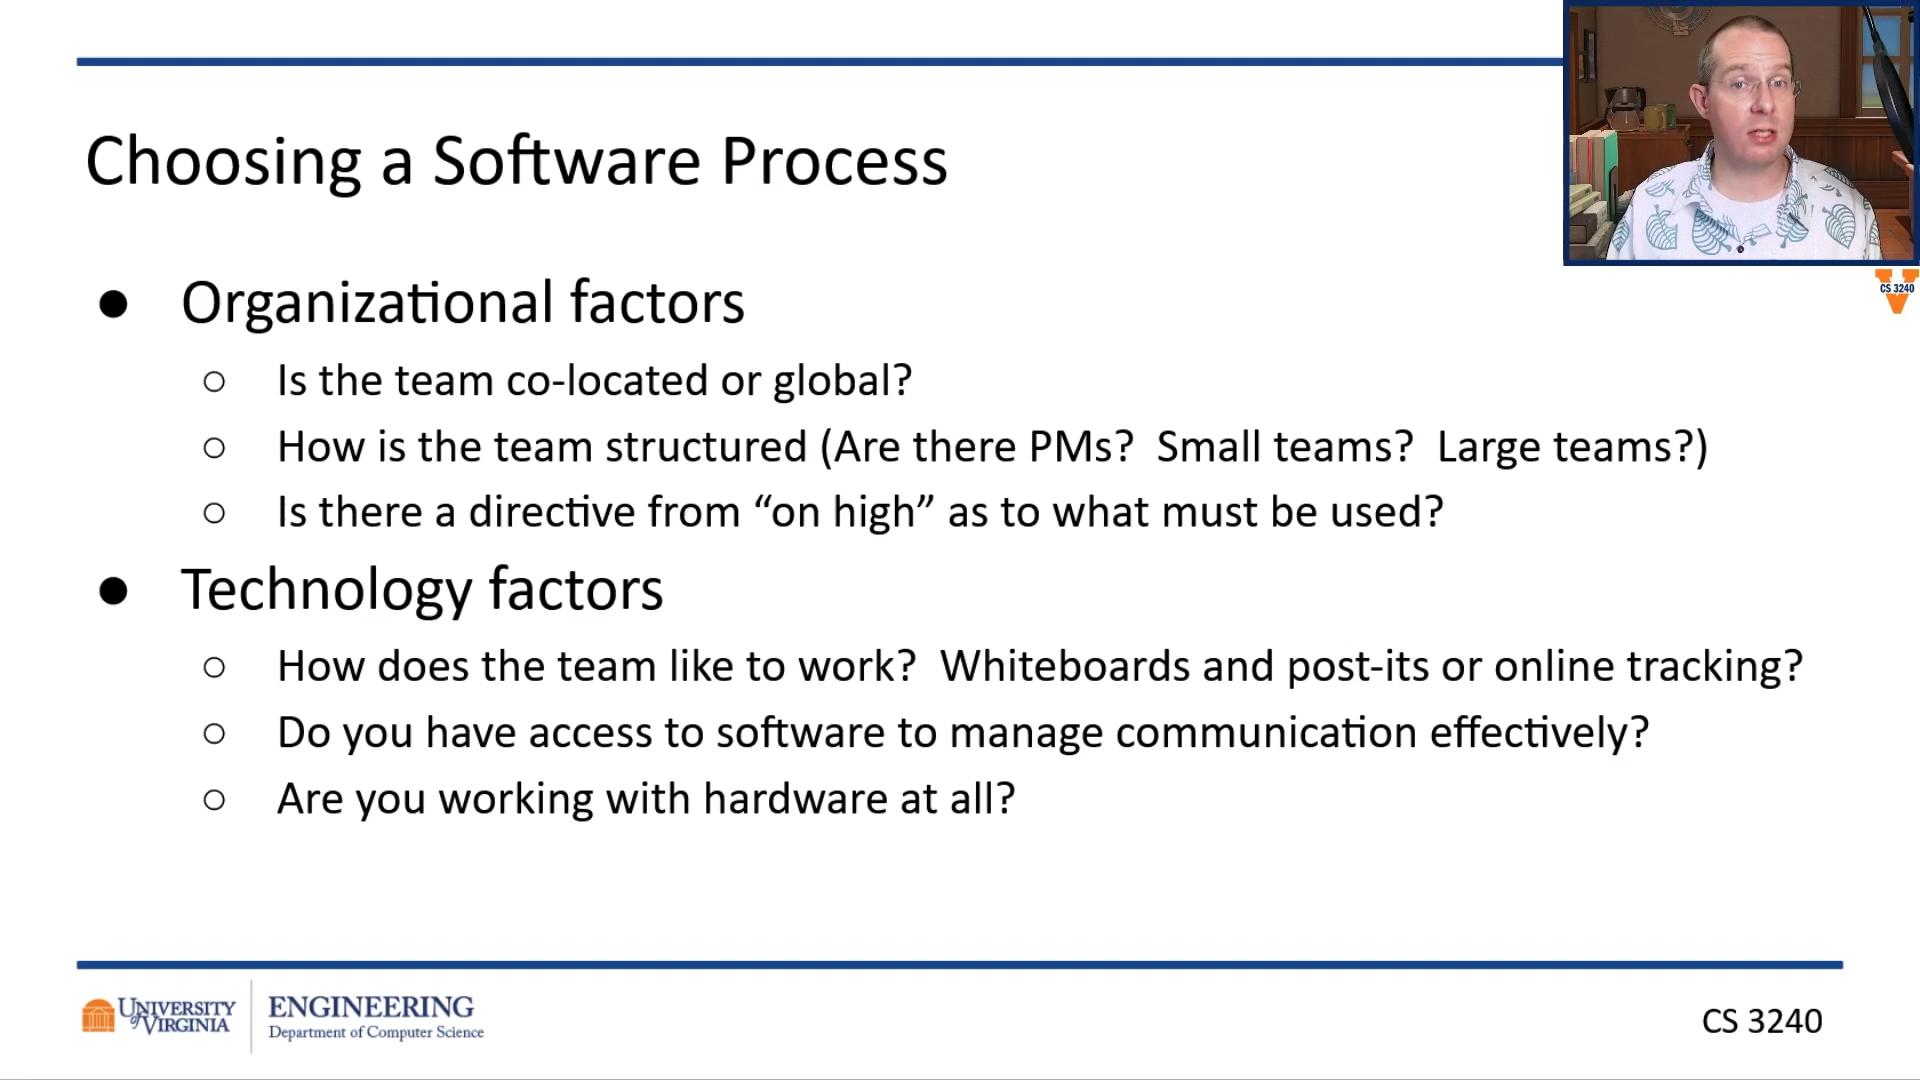 Choosing a Software Process
CS 3240
● Organizational factors
○ Is the team co-located or global?
○ How is the team structured (Are there PMs?  Small teams?  Large teams?)
○ Is there a directive from “on high” as to what must be used?
● Technology factors
○ How does the team like to work?  Whiteboards and post-its or online tracking?
○ Do you have access to software to manage communication effectively?
○ Are you working with hardware at all?
UNIVERSITY
of VIRGINIA
ENGINEERING
Department of Computer Science
CS 3240